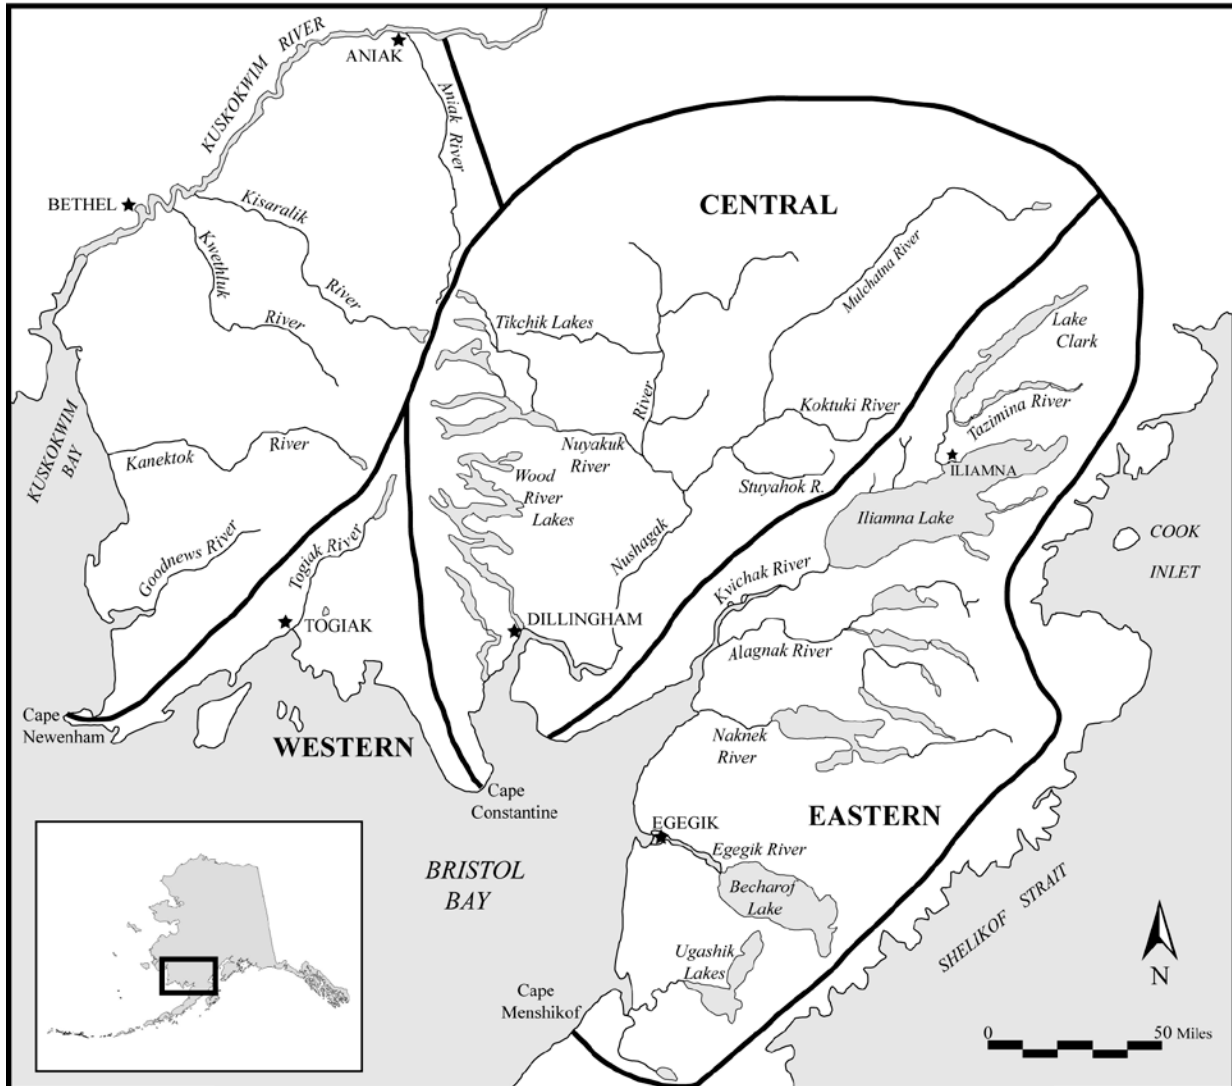 KUSKOKWIM RIVER
ANIAK
Aniak River
BETHEL
Kisaralik
River
Kwethluk
River
CENTRAL
Mulchatna River
Tikchik Lakes
Lake
Clark
River
Koktuki River
Tazimina River
KUSKOKWIM
BAY
Kanektok
River
Nuyakuk
River
ILIAMNA
Wood
River
Lakes
Stuyahok R.
Iliamna Lake
COOK
INLET
Goodnews River
Togiak River
Nushagak
Kvichak River
TOGIAK
DILLINGHAM
Alagnak River
Cape
Newenham
WESTERN
Naknek
River
Cape
Constantine
EASTERN
EGEGIK
Egegik River
BRISTOL
BAY
Becharof
Lake
SHELIKOF STRAIT
Ugashik
Lakes
Cape
Menshikof
N
0 50 Miles